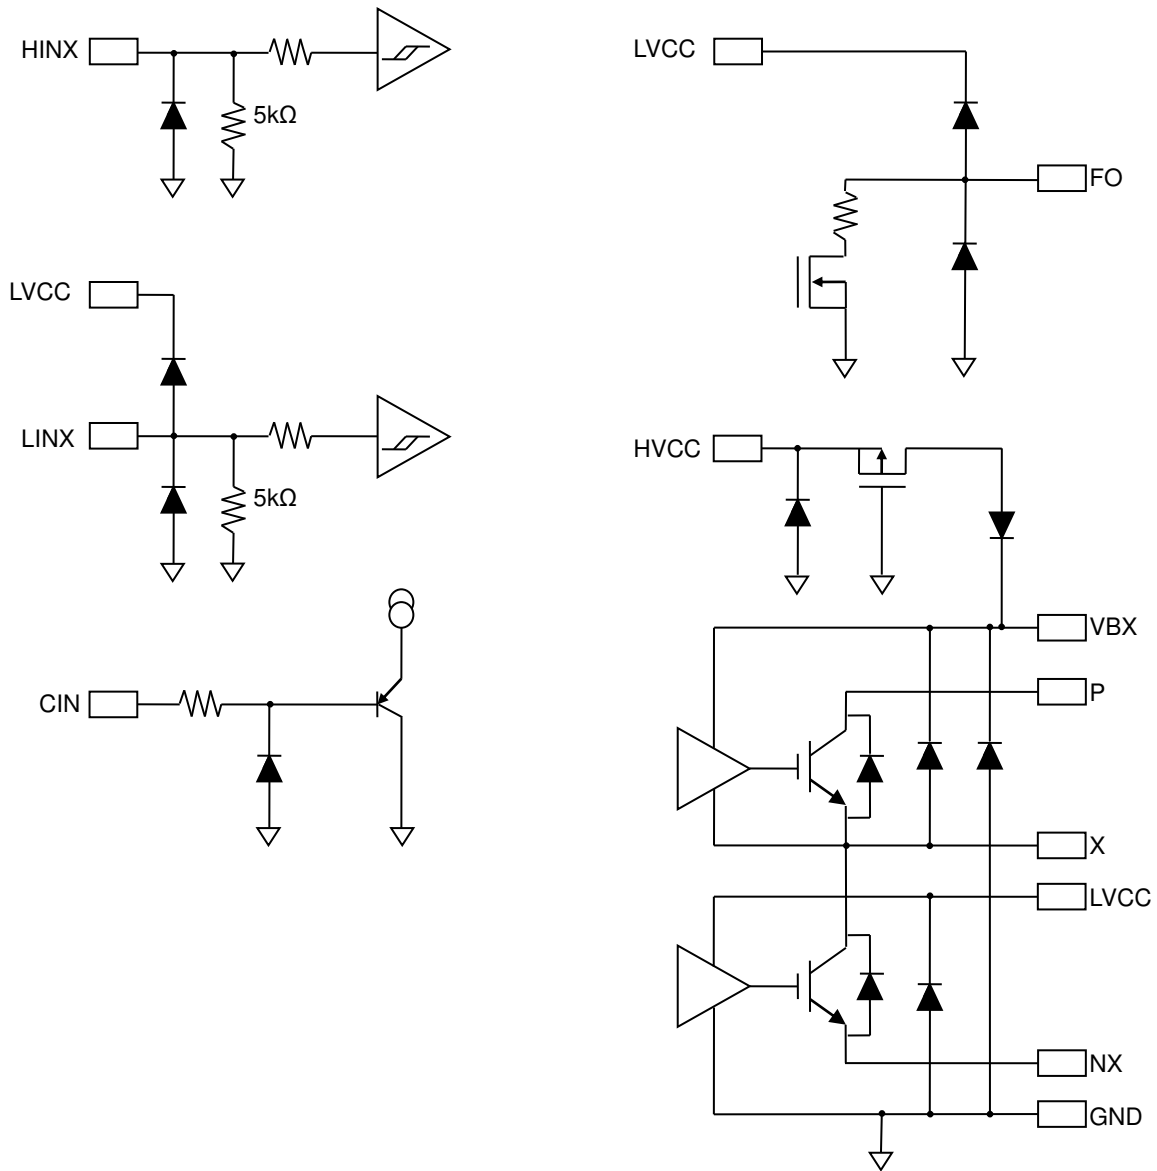 HINX
5kΩ
LVCC
LINX
5kΩ
CIN
LVCC
FO
HVCC
VBX
P
X
LVCC
NX
GND